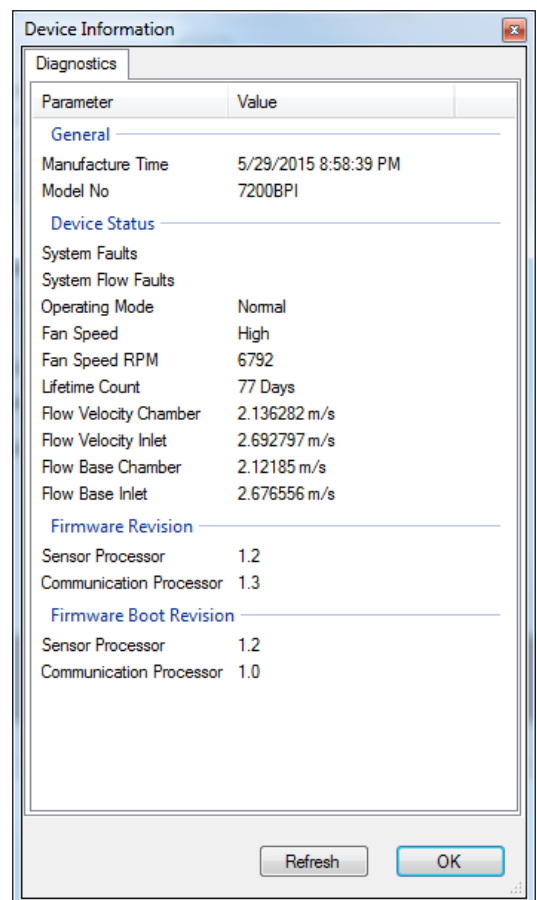 Device Information
Diagnostics
Parameter Value
General
Manufacture Time 5/29/2015 8:58:39 PM
Model No 7200BPI
Device Status
System Faults
System Flow Faults
Operating Mode Normal
Fan Speed High
Fan Speed RPM 6792
Lifetime Count 77 Days
Flow Velocity Chamber 2.136282 m/s
Flow Velocity Inlet 2.692797 m/s
Flow Base Chamber 2.12185 m/s
Flow Base Inlet 2.676556 m/s
Firmware Revision
Sensor Processor 1.2
Communication Processor 1.3
Firmware Boot Revision
Sensor Processor 1.2
Communication Processor 1.0
Refresh OK